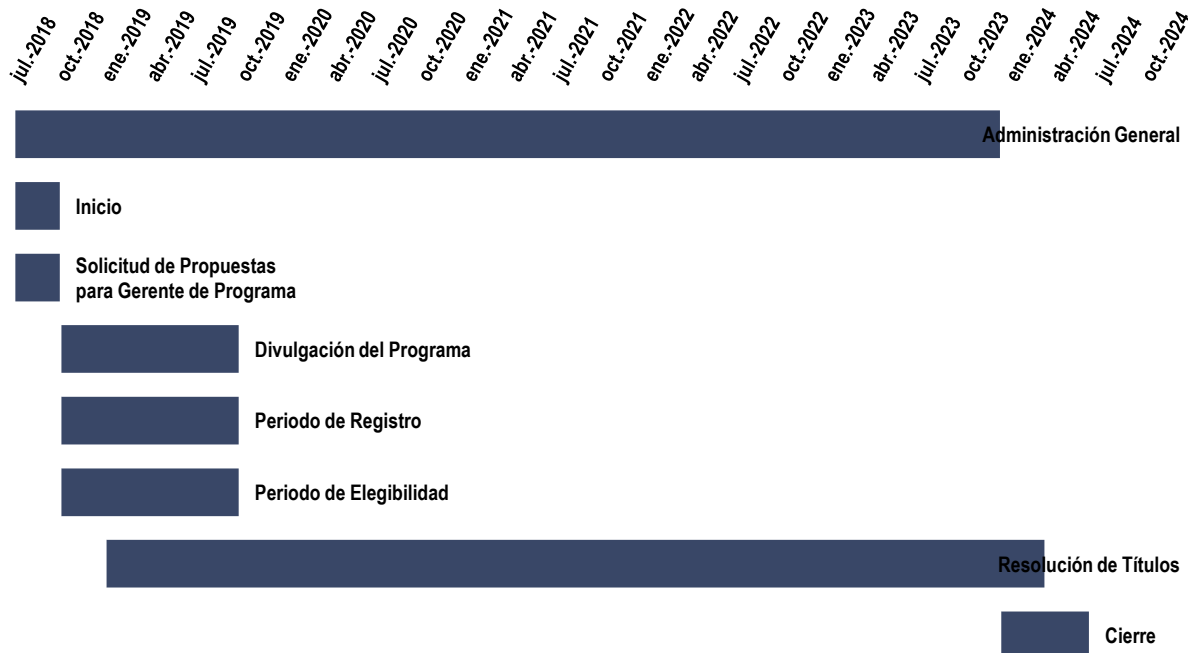 jul.-2018
oct.-2018
ene.-2019
abr.-2019
jul.-2019
oct.-2019
ene.-2020
abr.-2020
jul.-2020
oct.-2020
ene.-2021
abr.-2021
jul.-2021
oct.-2021
ene.-2022
abr.-2022
jul.-2022
oct.-2022
ene.-2023
abr.-2023
jul.-2023
oct.-2023
ene.-2024
abr.-2024
jul.-2024
oct.-2024
Administración General
Inicio
Solicitud de Propuestas
para Gerente de Programa
Divulgación del Programa
Periodo de Registro
Periodo de Elegibilidad
Resolución de Títulos
Cierre